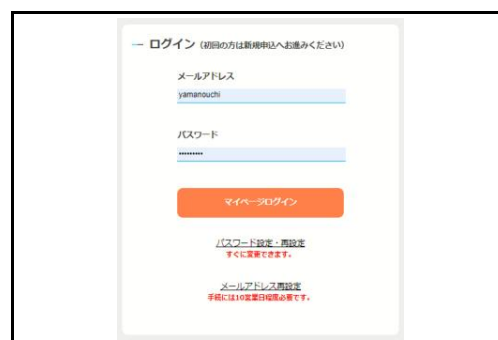 ログイン (初回の方は新規申込へお進みください)
メールアドレス
yamanouchi
パスワード
•••••••••
マイページログイン
パスワード設定・再設定
すぐに変更できます。
メールアドレス再設定
手続には10営業日程度必要です。